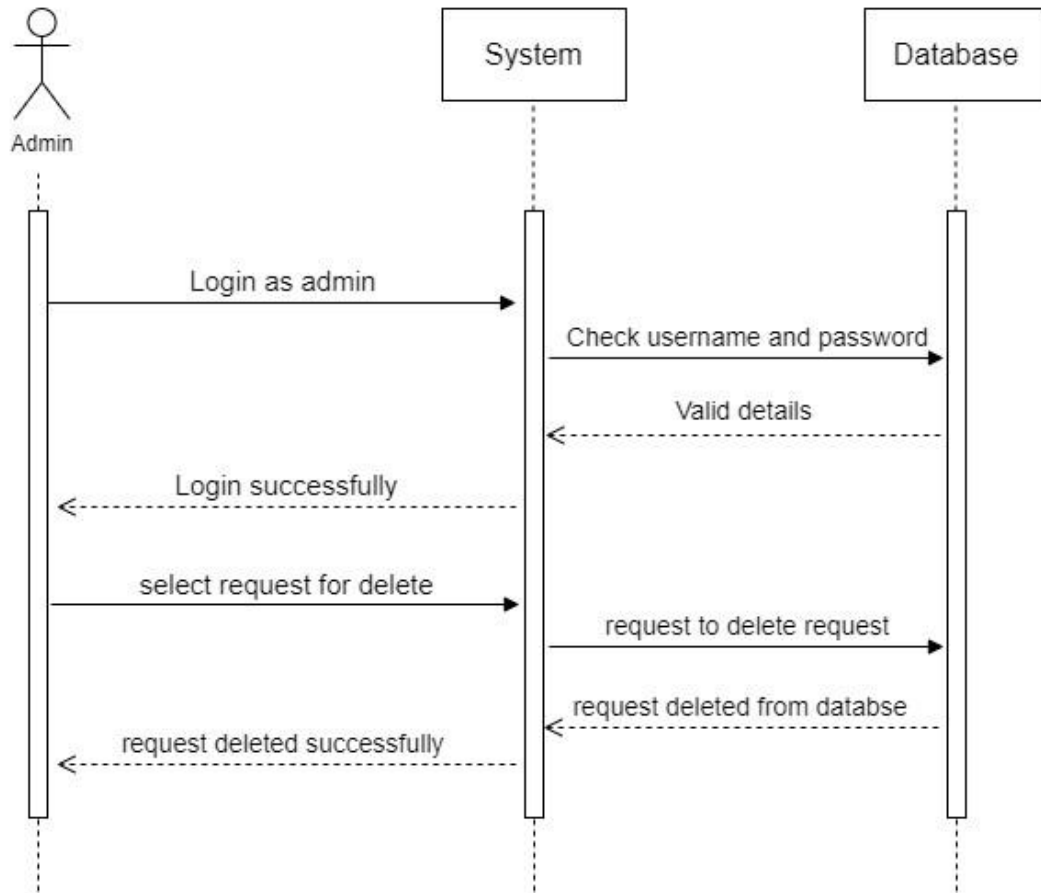 System
Database
Admin
Login as admin
Check username and password
Valid details
Login successfully
select request for delete
request to delete request
request deleted from databse
request deleted successfully